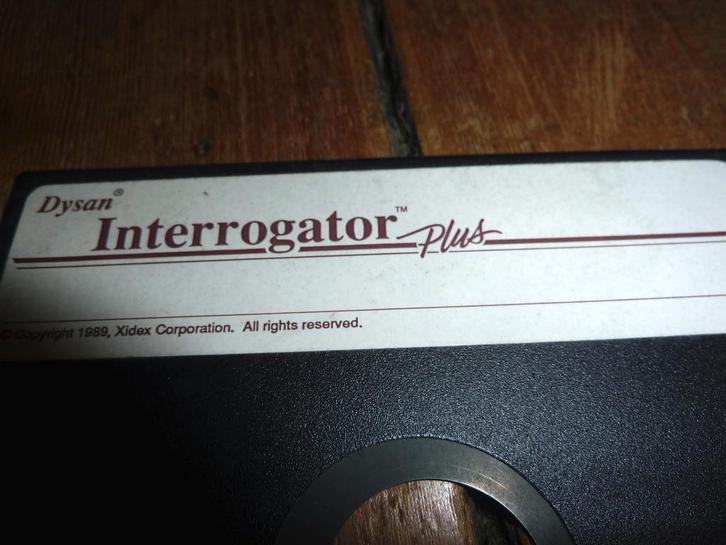 Dysan®
Interrogator™ Plus
© Copyright 1989, Xidex Corporation. All rights reserved.